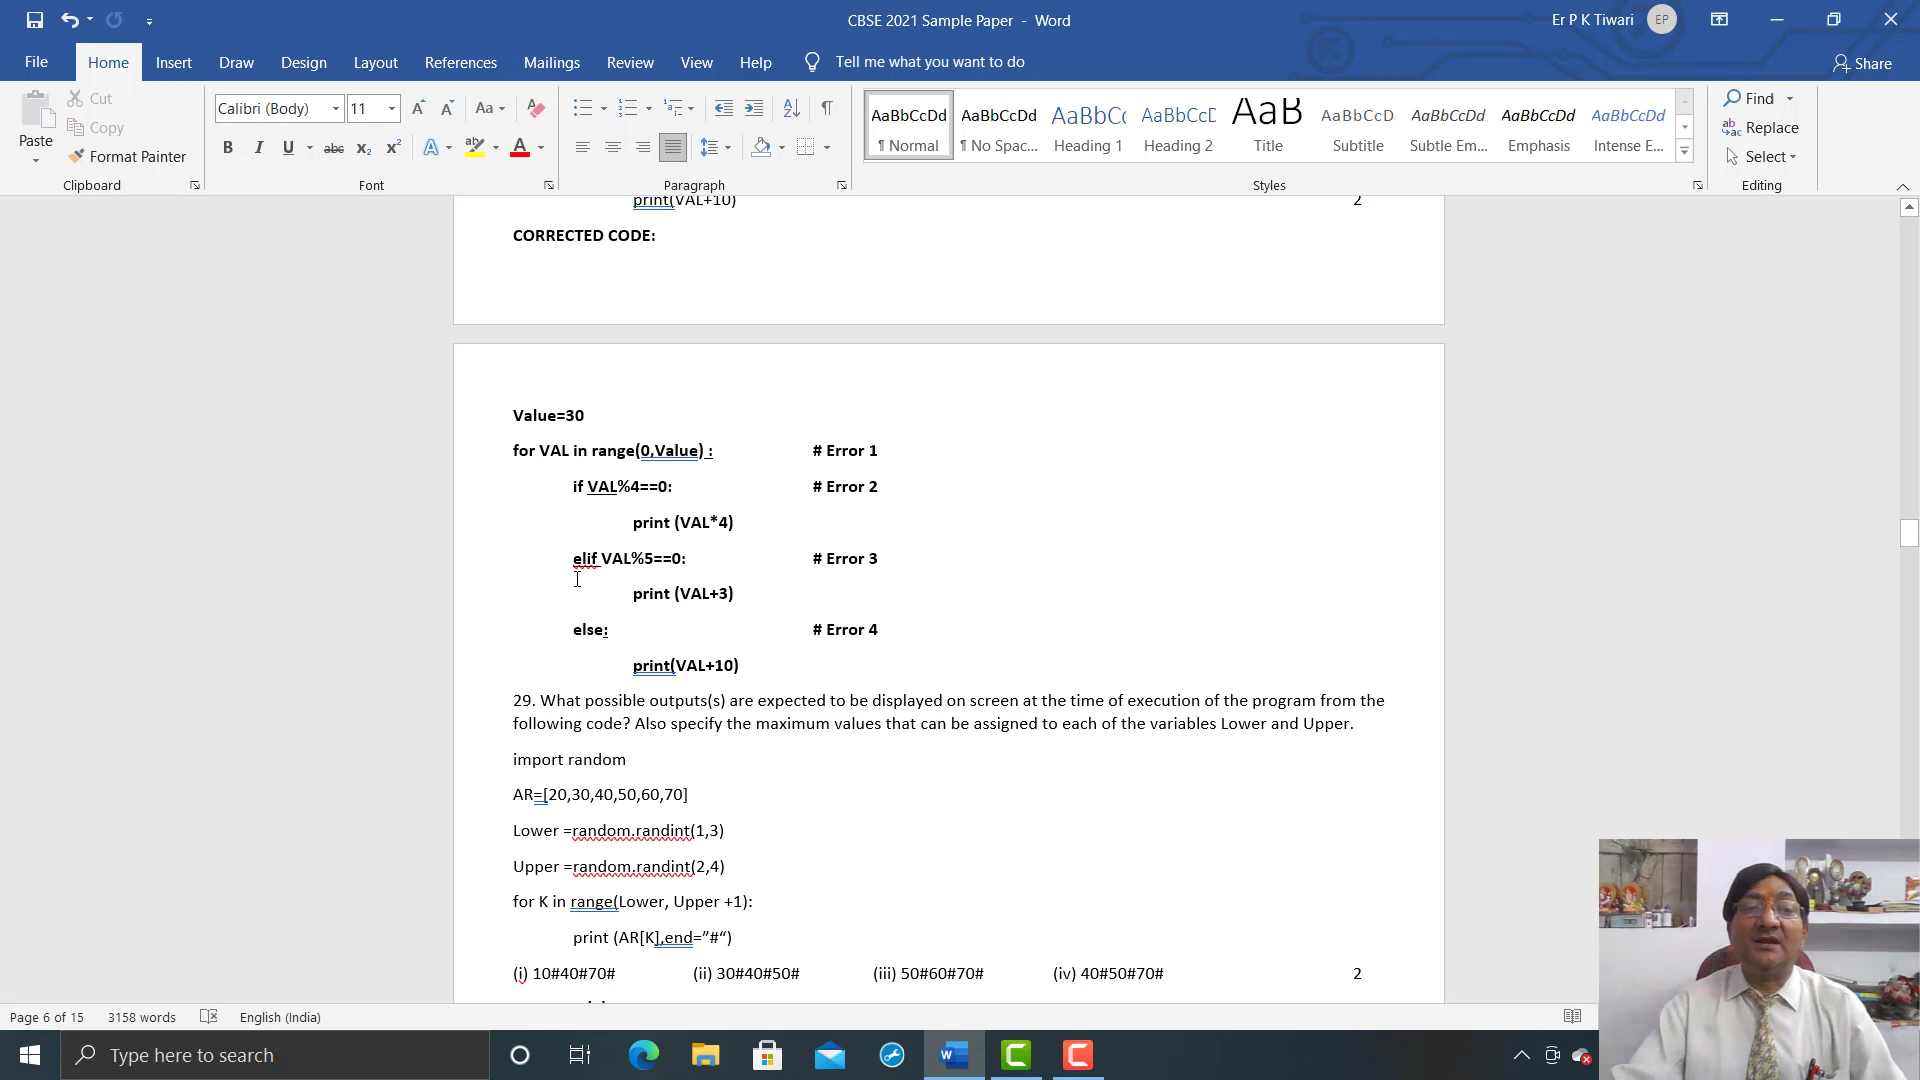 CBSE 2021 Sample Paper - Word
Er P K Tiwari
EP
File Home Insert Draw Design Layout References Mailings Review View Help Tell me what you want to do
Share
Paste
Cut
Copy
Format Painter
Clipboard
Calibri (Body) 11
Font
Paragraph
AaBbCcDd ¶ Normal
AaBbCcDd ¶ No Spac...
AaBbC Heading 1
AaBbCcD Heading 2
AaB Title
AaBbCcD Subtitle
AaBbCcDd Subtle Em...
AaBbCcDd Emphasis
AaBbCcDd Intense E...
Styles
Find
Replace
Select
Editing
print(VAL+10) 2
CORRECTED CODE:
Value=30
for VAL in range(0,Value) : # Error 1
if VAL%4==0: # Error 2
print (VAL*4)
elif VAL%5==0: # Error 3
print (VAL+3)
else: # Error 4
print(VAL+10)
29. What possible outputs(s) are expected to be displayed on screen at the time of execution of the program from the
following code? Also specify the maximum values that can be assigned to each of the variables Lower and Upper.
import random
AR=[20,30,40,50,60,70]
Lower =random.randint(1,3)
Upper =random.randint(2,4)
for K in range(Lower, Upper +1):
print (AR[K],end=”#“)
(i) 10#40#70# (ii) 30#40#50# (iii) 50#60#70# (iv) 40#50#70# 2
Page 6 of 15 3158 words English (India)
Type here to search